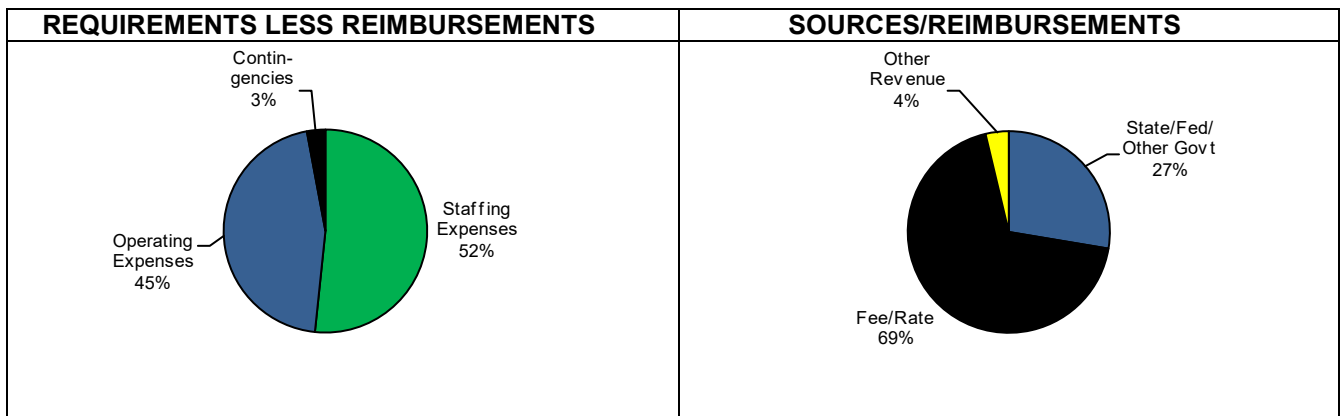 REQUIREMENTS LESS REIMBURSEMENTS
Contin-
gencies
3%
Staffing
Expenses
52%
Operating
Expenses
45%
SOURCES/REIMBURSEMENTS
Other
Revenue
4%
State/Fed/
Other Govt
27%
Fee/Rate
69%